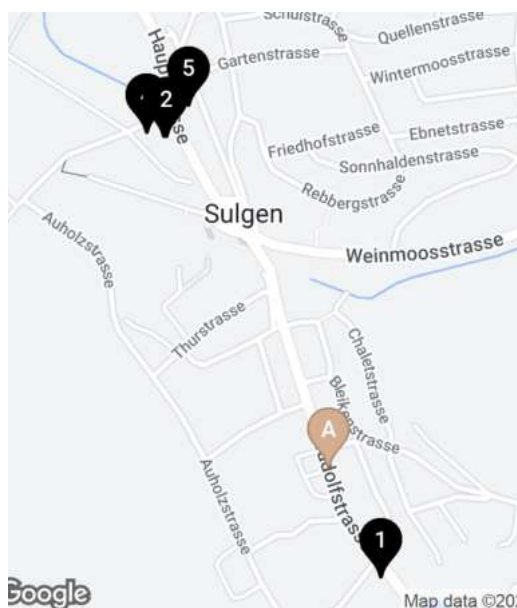 Schulstrasse
Quellenstrasse
Gartenstrasse
Wintermoosstrasse
5
2
Ebnetstrasse
Friedhofstrasse
Sonnhaldenstrasse
Rebbergstrasse
Sulgen
Auholzstrasse
Weinmoosstrasse
Thurstrasse
Chaletstrasse
Bleikenstrasse
A
Auholzstrasse
1
Google
Map data ©20